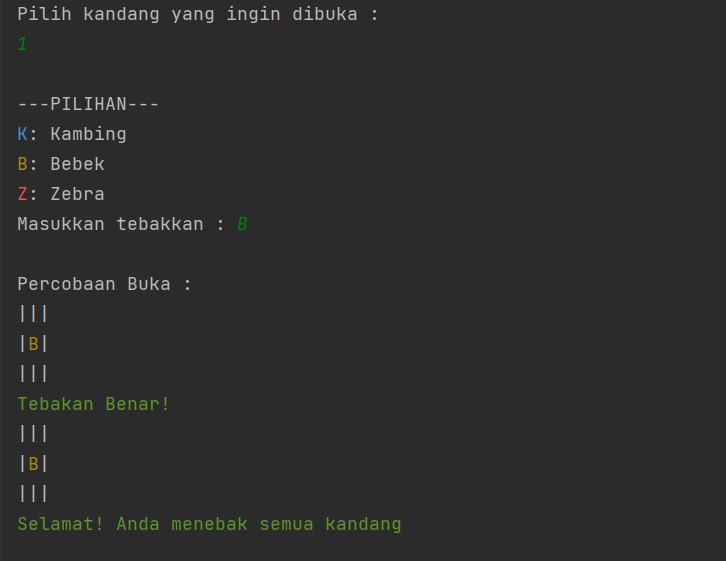 Pilih kandang yang ingin dibuka :
1
---PILIHAN---
K: Kambing
B: Bebek
Z: Zebra
Masukkan tebakkan : B
Percobaan Buka :
|||
|B|
|||
Tebakan Benar!
|||
|B|
|||
Selamat! Anda menebak semua kandang